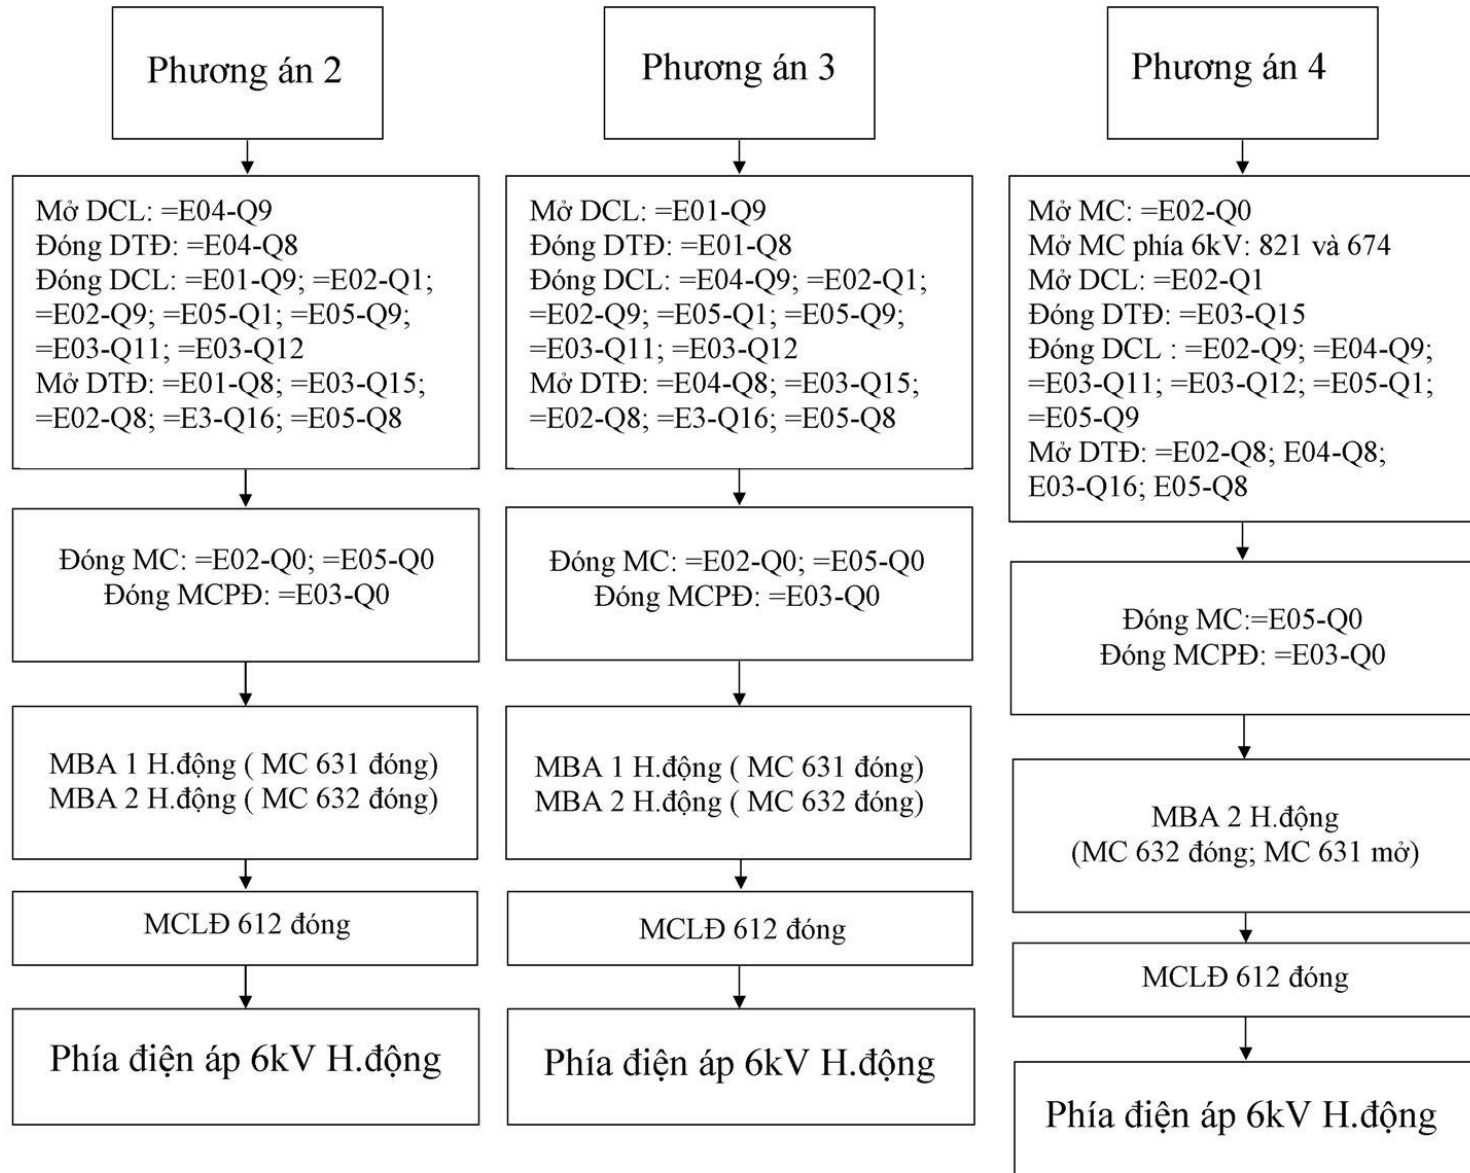 Phương án 2
Mở DCL: =E04-Q9
Đóng DTĐ: =E04-Q8
Đóng DCL: =E01-Q9; =E02-Q1;
=E02-Q9; =E05-Q1; =E05-Q9;
=E03-Q11; =E03-Q12
Mở DTĐ: =E01-Q8; =E03-Q15;
=E02-Q8; =E3-Q16; =E05-Q8
Đóng MC: =E02-Q0; =E05-Q0
Đóng MCPĐ: =E03-Q0
MBA 1 H.động ( MC 631 đóng)
MBA 2 H.động ( MC 632 đóng)
MCLĐ 612 đóng
Phía điện áp 6kV H.động
Phương án 3
Mở DCL: =E01-Q9
Đóng DTĐ: =E01-Q8
Đóng DCL: =E04-Q9; =E02-Q1;
=E02-Q9; =E05-Q1; =E05-Q9;
=E03-Q11; =E03-Q12
Mở DTĐ: =E04-Q8; =E03-Q15;
=E02-Q8; =E3-Q16; =E05-Q8
Đóng MC: =E02-Q0; =E05-Q0
Đóng MCPĐ: =E03-Q0
MBA 1 H.động ( MC 631 đóng)
MBA 2 H.động ( MC 632 đóng)
MCLĐ 612 đóng
Phía điện áp 6kV H.động
Phương án 4
Mở MC: =E02-Q0
Mở MC phía 6kV: 821 và 674
Mở DCL: =E02-Q1
Đóng DTĐ: =E03-Q15
Đóng DCL : =E02-Q9; =E04-Q9;
=E03-Q11; =E03-Q12; =E05-Q1;
=E05-Q9
Mở DTĐ: =E02-Q8; E04-Q8;
E03-Q16; E05-Q8
Đóng MC:=E05-Q0
Đóng MCPĐ: =E03-Q0
MBA 2 H.động
(MC 632 đóng; MC 631 mở)
MCLĐ 612 đóng
Phía điện áp 6kV H.động